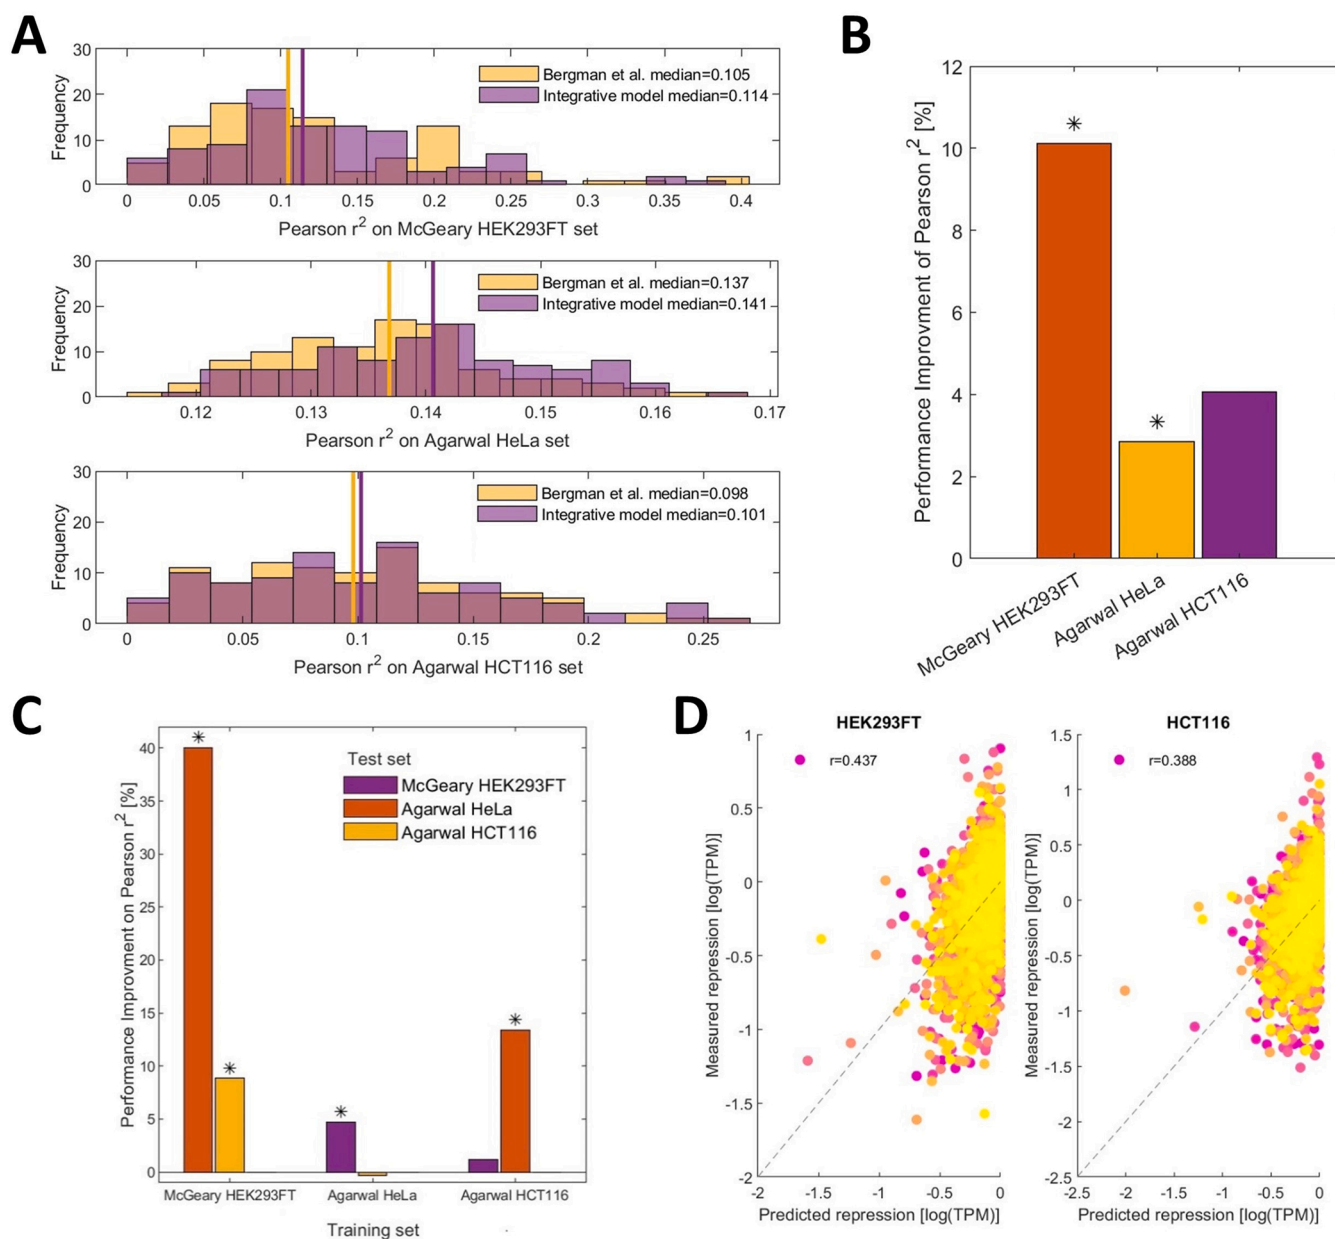 A
30
20
10
0
Frequency
Bergman et al. median=0.105
Integrative model median=0.114
0 0.05 0.1 0.15 0.2 0.25 0.3 0.35 0.4
Pearson r² on McGeary HEK293FT set
30
20
10
0
Frequency
Bergman et al. median=0.137
Integrative model median=0.141
0.12 0.13 0.14 0.15 0.16 0.17
Pearson r² on Agarwal HeLa set
30
20
10
0
Frequency
Bergman et al. median=0.098
Integrative model median=0.101
0 0.05 0.1 0.15 0.2 0.25
Pearson r² on Agarwal HCT116 set
B
12
10
8
6
4
2
0
Performance Improvment of Pearson r² [%]
*
*
McGeary HEK293FT
Agarwal HeLa
Agarwal HCT116
C
40
35
30
25
20
15
10
5
0
Performance Improvment on Pearson r² [%]
Test set
McGeary HEK293FT
Agarwal HeLa
Agarwal HCT116
*
*
*
*
McGeary HEK293FT Agarwal HeLa Agarwal HCT116
Training set
D
HEK293FT
r=0.437
1
0.5
0
-0.5
-1
-1.5
-2
Measured repression [log(TPM)]
-2 -1.5 -1 -0.5 0
Predicted repression [log(TPM)]
HCT116
r=0.388
1.5
1
0.5
0
-0.5
-1
-1.5
-2
-2.5
Measured repression [log(TPM)]
-2.5 -2 -1.5 -1 -0.5 0
Predicted repression [log(TPM)]